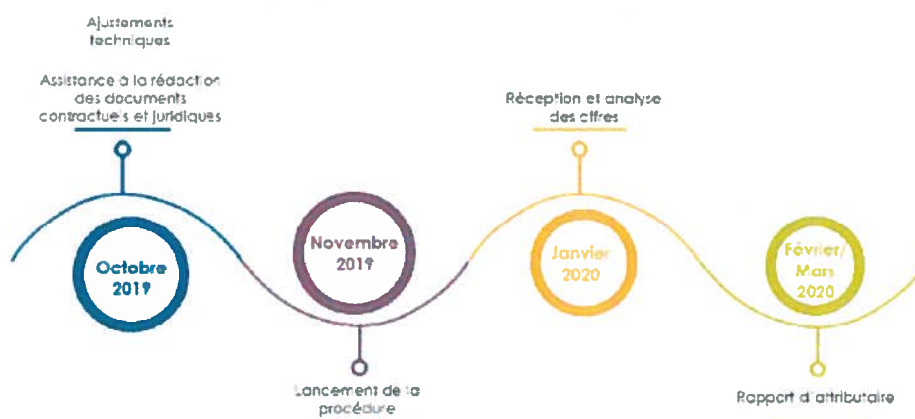 Ajustements
techniques
Assistance à la rédaction
des documents
contractuels et juridiques
Octobre
2019
Novembre
2019
Lancement de la
procédure
Réception et analyse
des offres
Janvier
2020
Février/
Mars
2020
Rapport d'attributaire